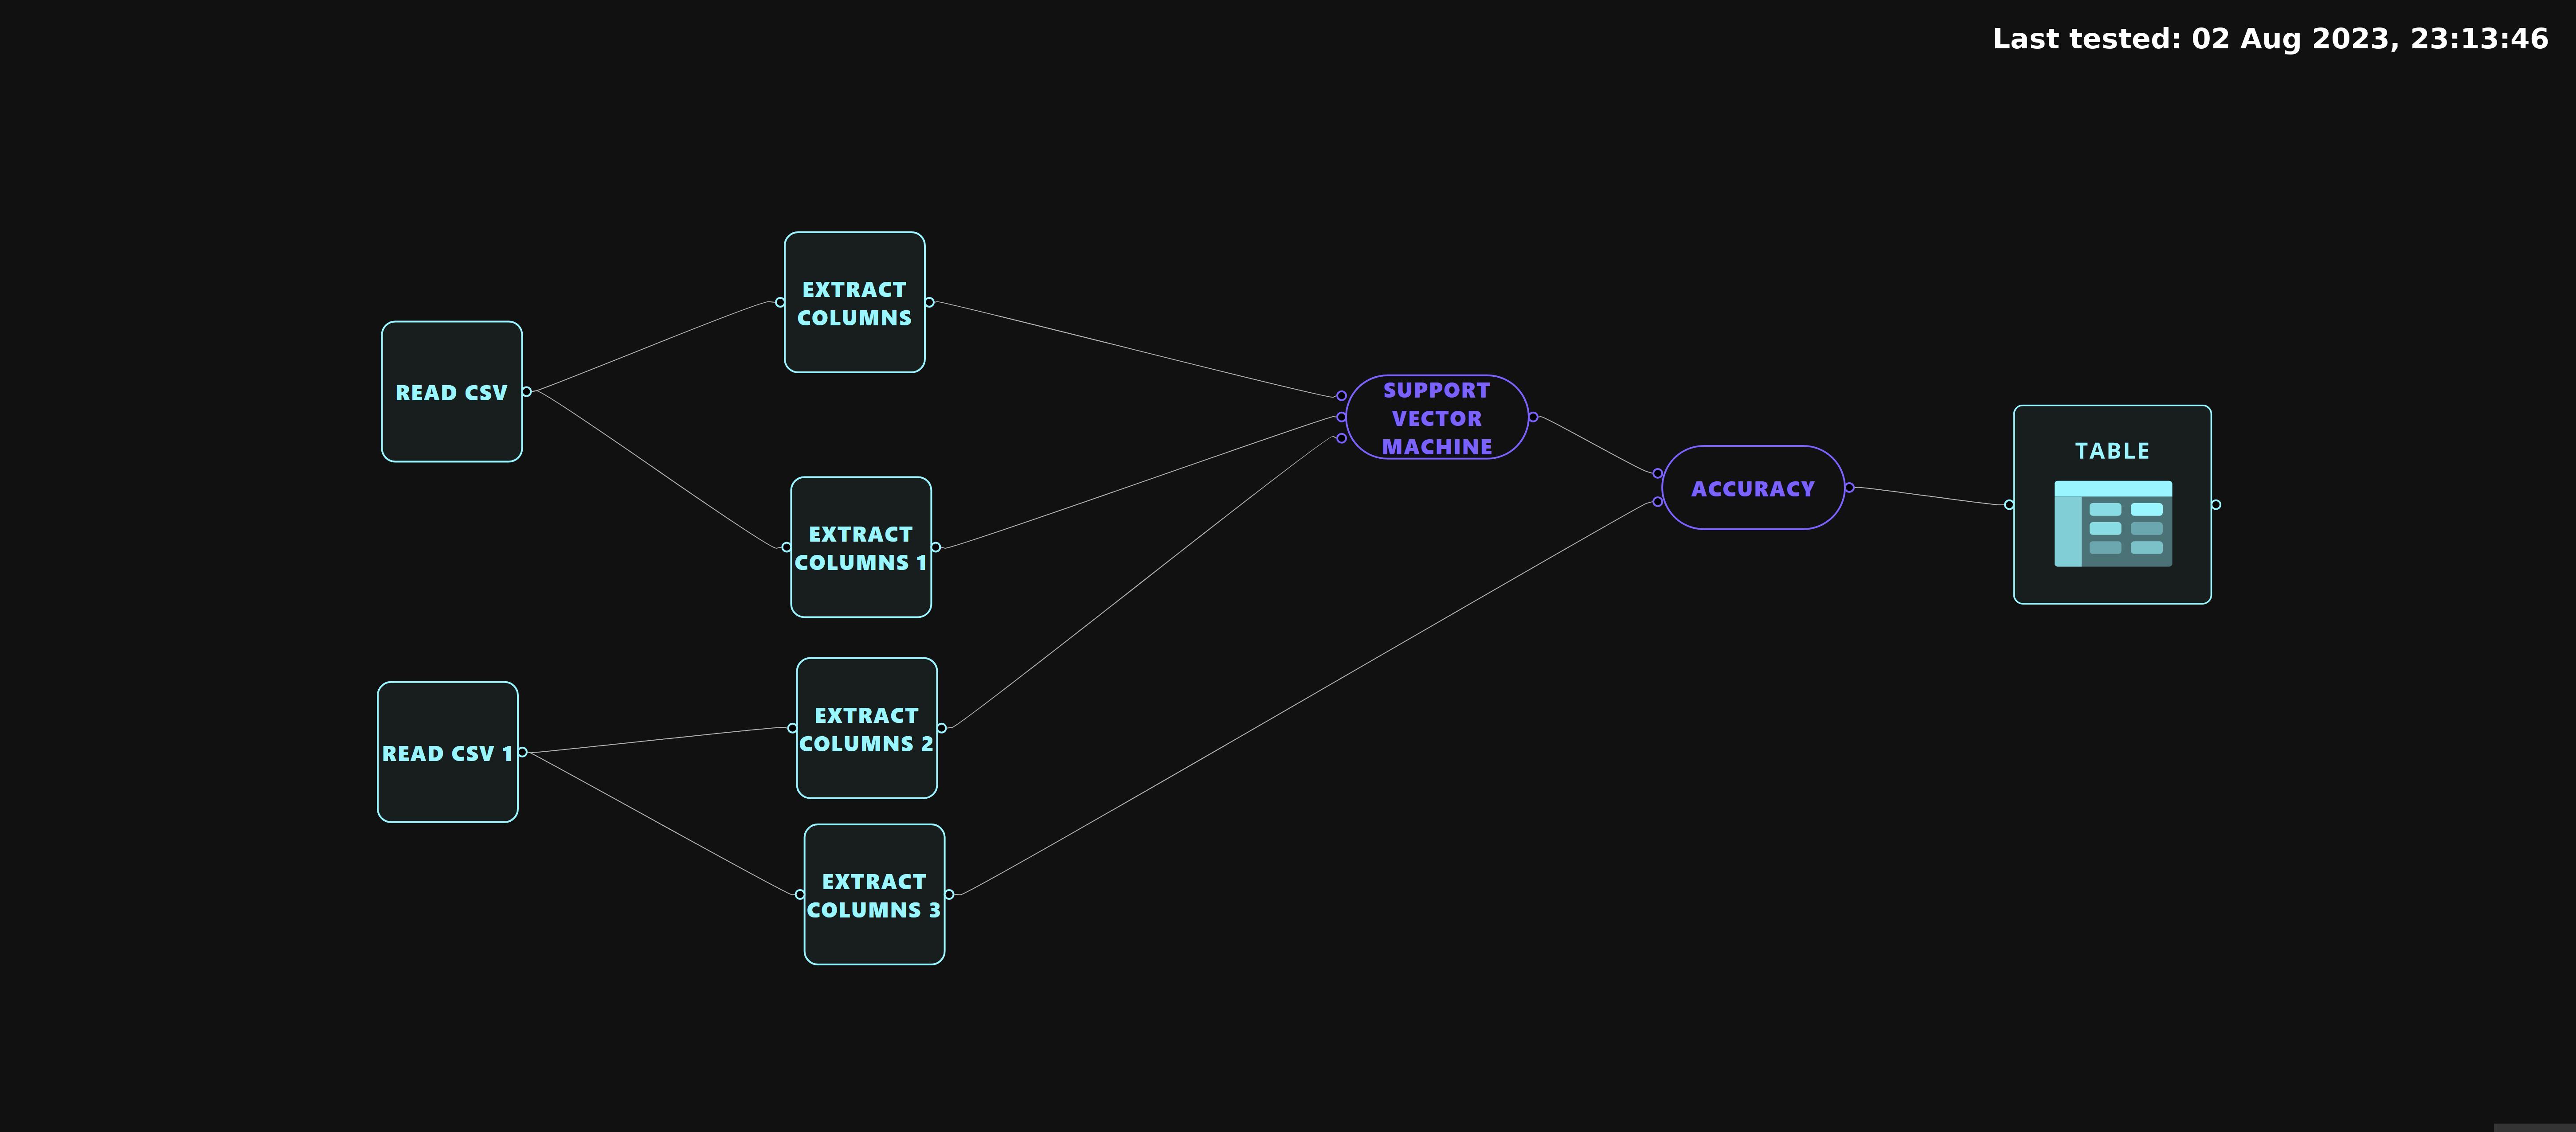 Last tested: 02 Aug 2023, 23:13:46
EXTRACT
COLUMNS
READ CSV
SUPPORT
VECTOR
MACHINE
TABLE
ACCURACY
EXTRACT
COLUMNS 1
EXTRACT
COLUMNS 2
READ CSV 1
EXTRACT
COLUMNS 3